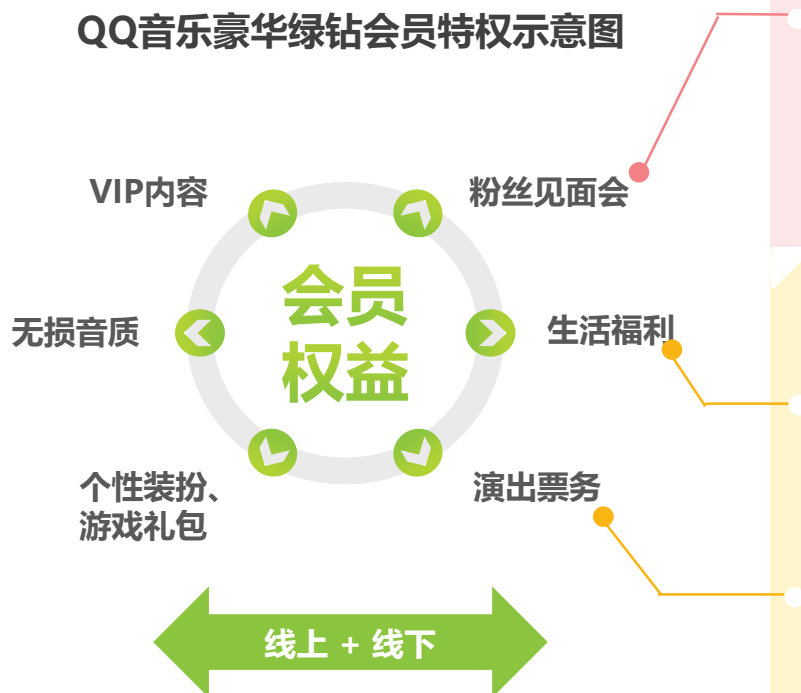 QQ音乐豪华绿钻会员特权示意图
VIP内容
粉丝见面会
会员
权益
无损音质
生活福利
个性装扮、
游戏礼包
演出票务
线上 + 线下